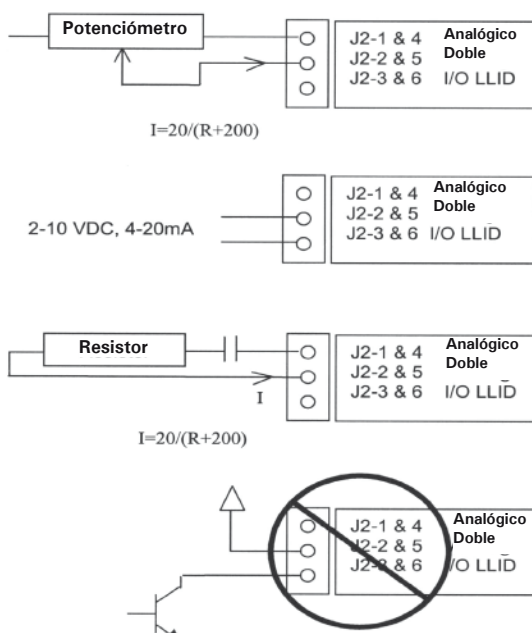 Potenciómetro
J2-1 & 4 Analógico
J2-2 & 5 Doble
J2-3 & 6 I/O LLID
I=20/(R+200)
J2-1 & 4 Analógico
J2-2 & 5 Doble
J2-3 & 6 I/O LLID
2-10 VDC, 4-20mA
Resistor
J2-1 & 4 Analógico
J2-2 & 5 Doble
J2-3 & 6 I/O LLID
I
I=20/(R+200)
J2-1 & 4 Analógico
J2-2 & 5 Doble
J2-3 & 6 I/O LLID